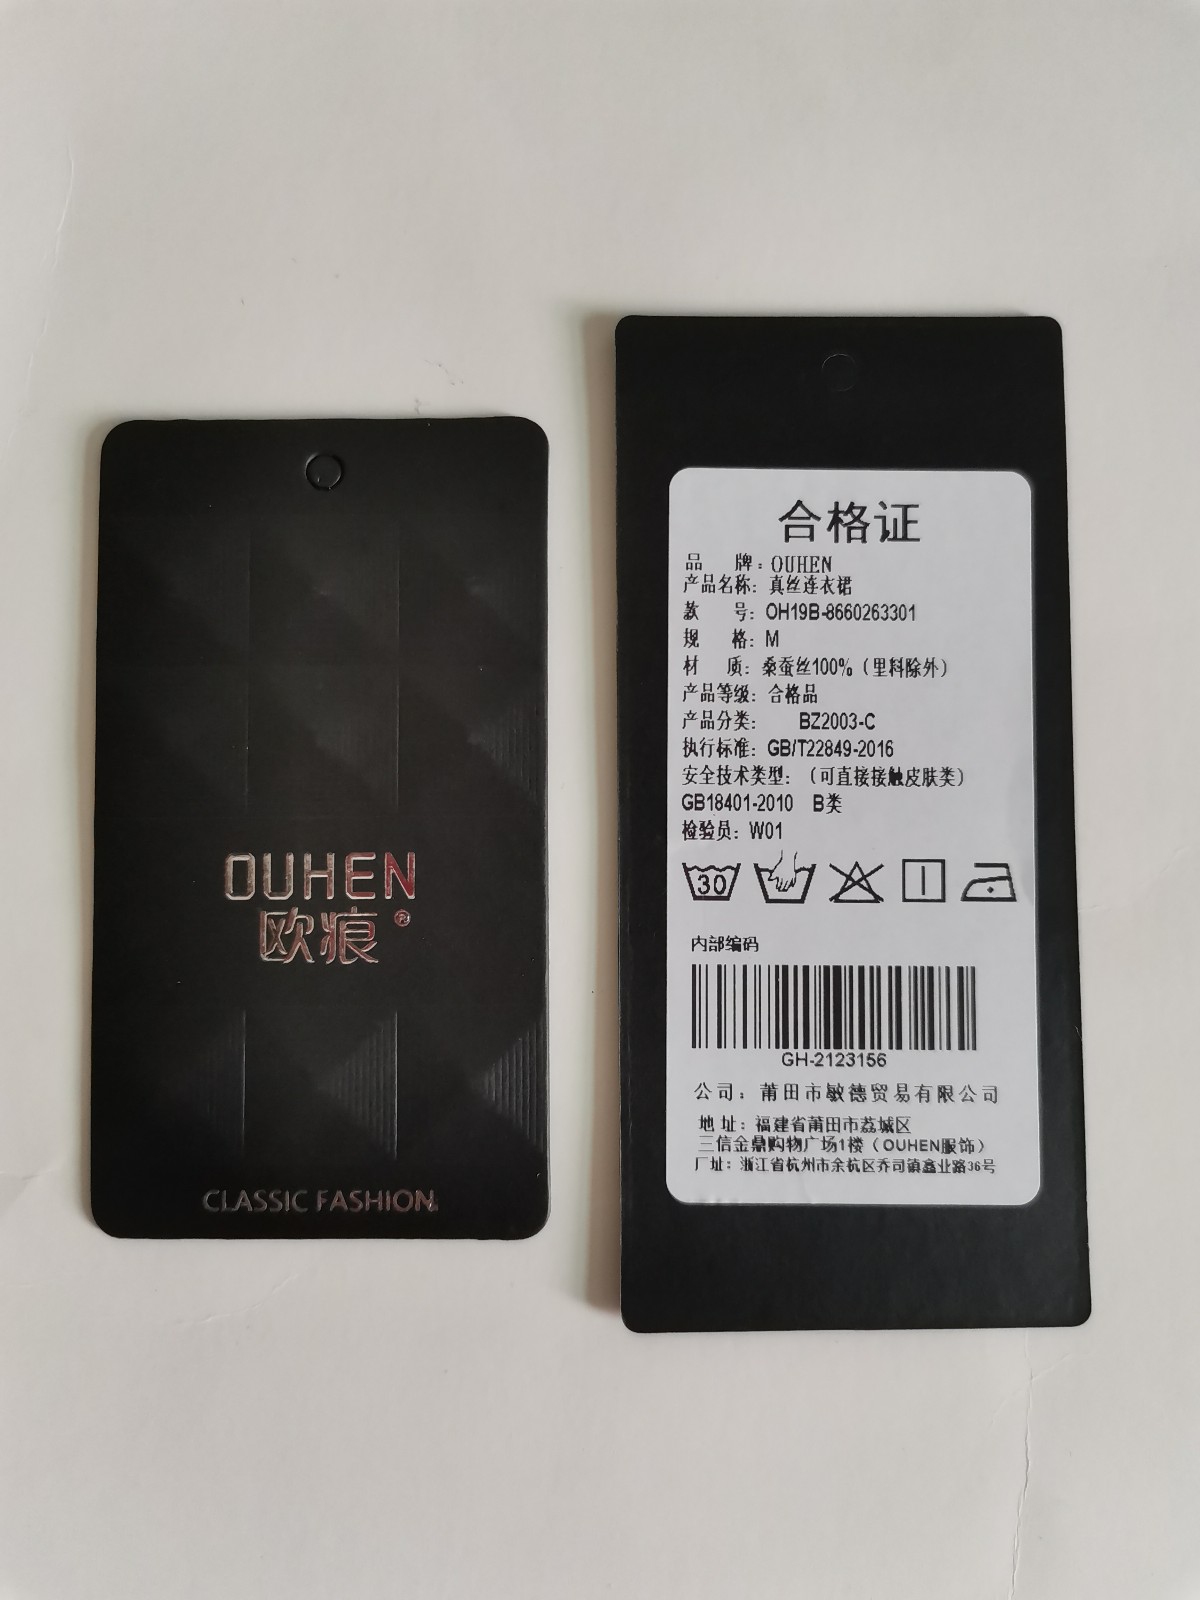 OUHEN
欧痕®
CLASSIC FASHION
合格证
品 牌：OUHEN
产品名称：真丝连衣裙
款 号：OH19B-8660263301
规 格：M
材 质：桑蚕丝100%（里料除外）
产品等级：合格品
产品分类： BZ2003-C
执行标准：GB/T22849-2016
安全技术类型：（可直接接触皮肤类）
GB18401-2010 B类
检验员：W01
30
内部编码
GH-2123156
公司：莆田市敏德贸易有限公司
地址：福建省莆田市荔城区
三信金鼎购物广场1楼（OUHEN服饰）
厂址：浙江省杭州市余杭区乔司镇鑫业路36号